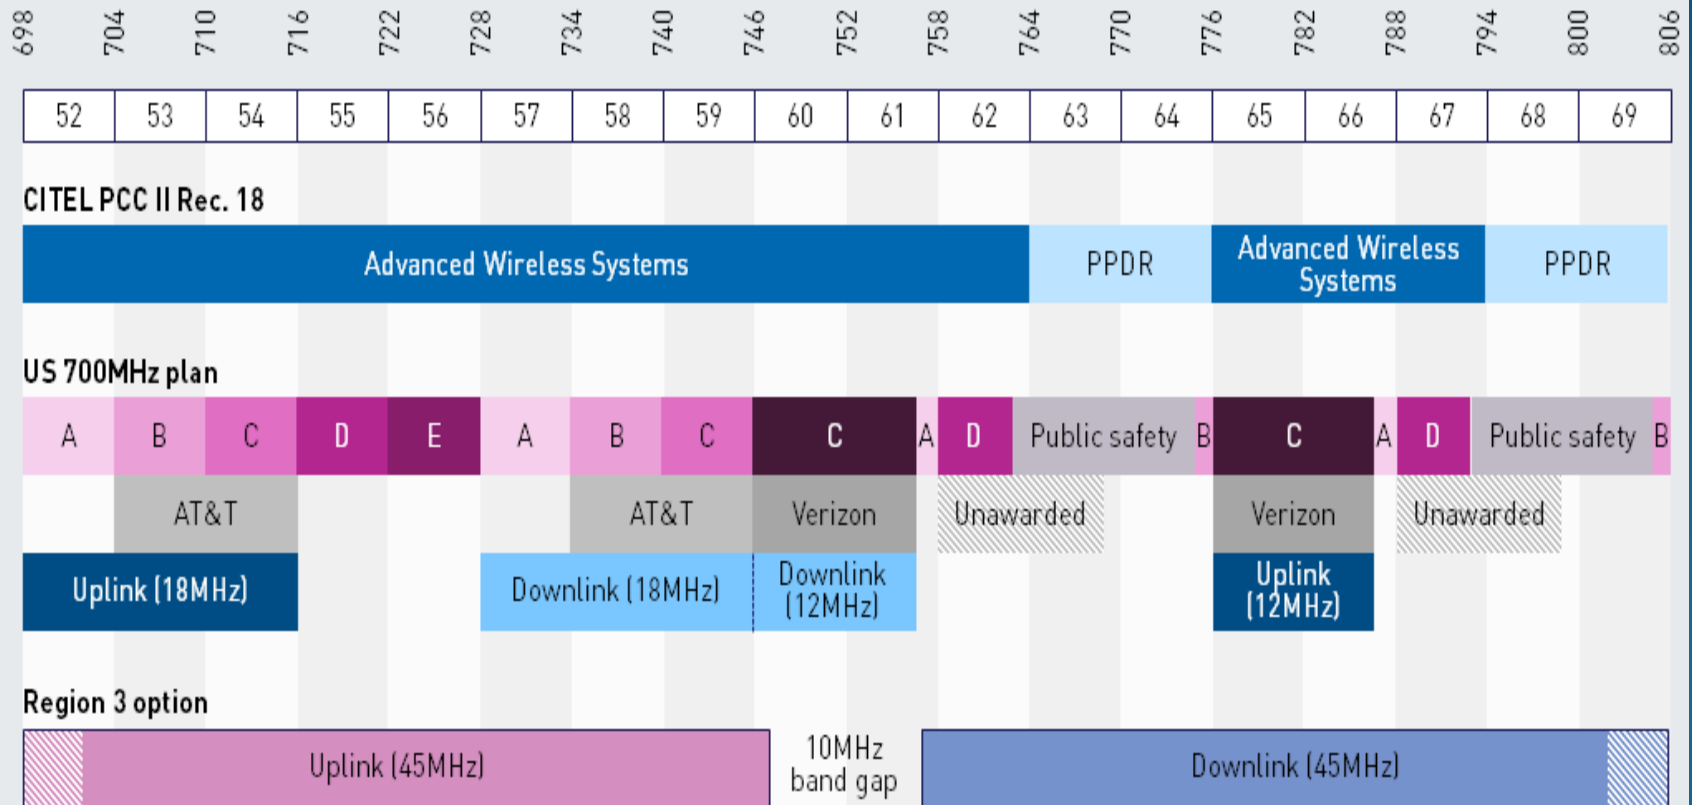 698 704 710 716 722 728 734 740 746 752 758 764 770 776 782 788 794 800 806
52 53 54 55 56 57 58 59 60 61 62 63 64 65 66 67 68 69
CITEL PCC II Rec. 18
Advanced Wireless Systems PPDR Advanced Wireless
Systems PPDR
US 700MHz plan
A B C D E A B C C A D Public safety B C A D Public safety B
AT&T AT&T Verizon Unawarded Verizon Unawarded
Uplink (18MHz) Downlink (18MHz) Downlink
(12MHz) Uplink
(12MHz)
Region 3 option
Uplink (45MHz) 10MHz
band gap Downlink (45MHz)